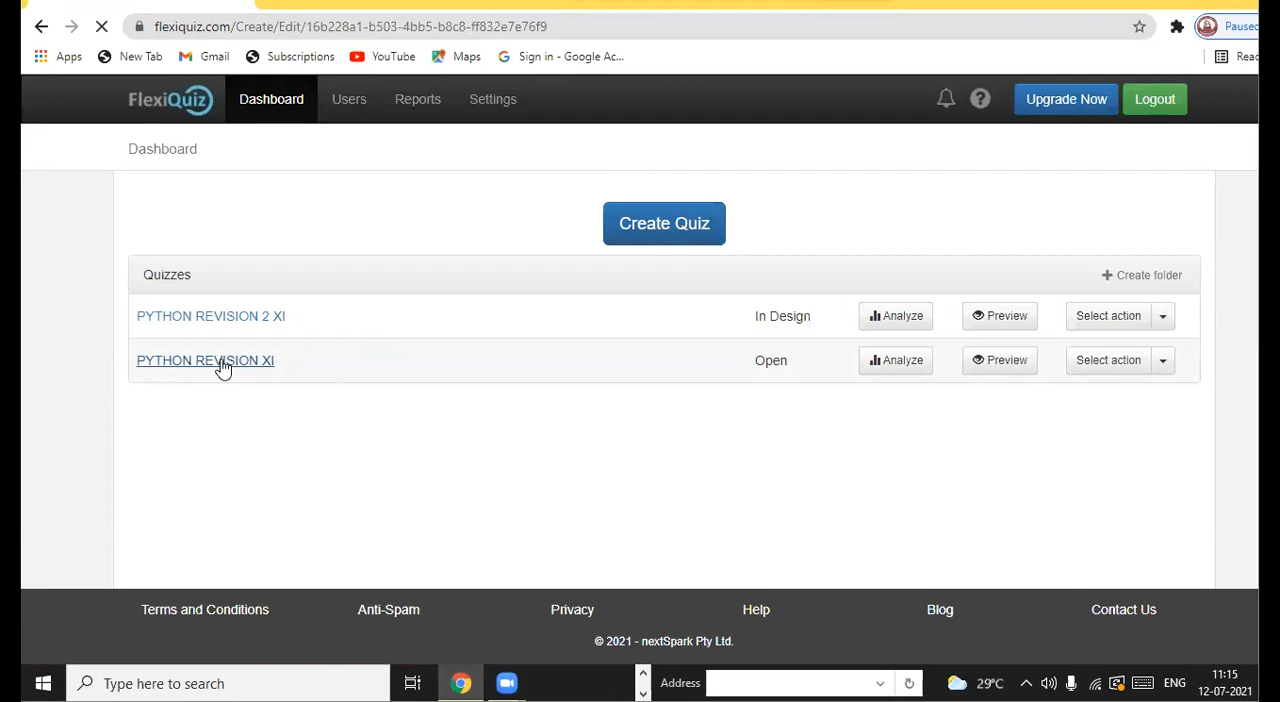 flexiquiz.com/Create/Edit/16b228a1-b503-4bb5-b8c8-ff832e7e76f9
Paused
Apps New Tab Gmail Subscriptions YouTube Maps Sign in - Google Ac... Reac
FlexiQuiz Dashboard Users Reports Settings Upgrade Now Logout
Dashboard
Create Quiz
Quizzes Create folder
PYTHON REVISION 2 XI In Design Analyze Preview Select action
PYTHON REVISION XI Open Analyze Preview Select action
Terms and Conditions Anti-Spam Privacy Help Blog Contact Us
© 2021 - nextSpark Pty Ltd.
Type here to search Address 29°C ENG
11:15
12-07-2021